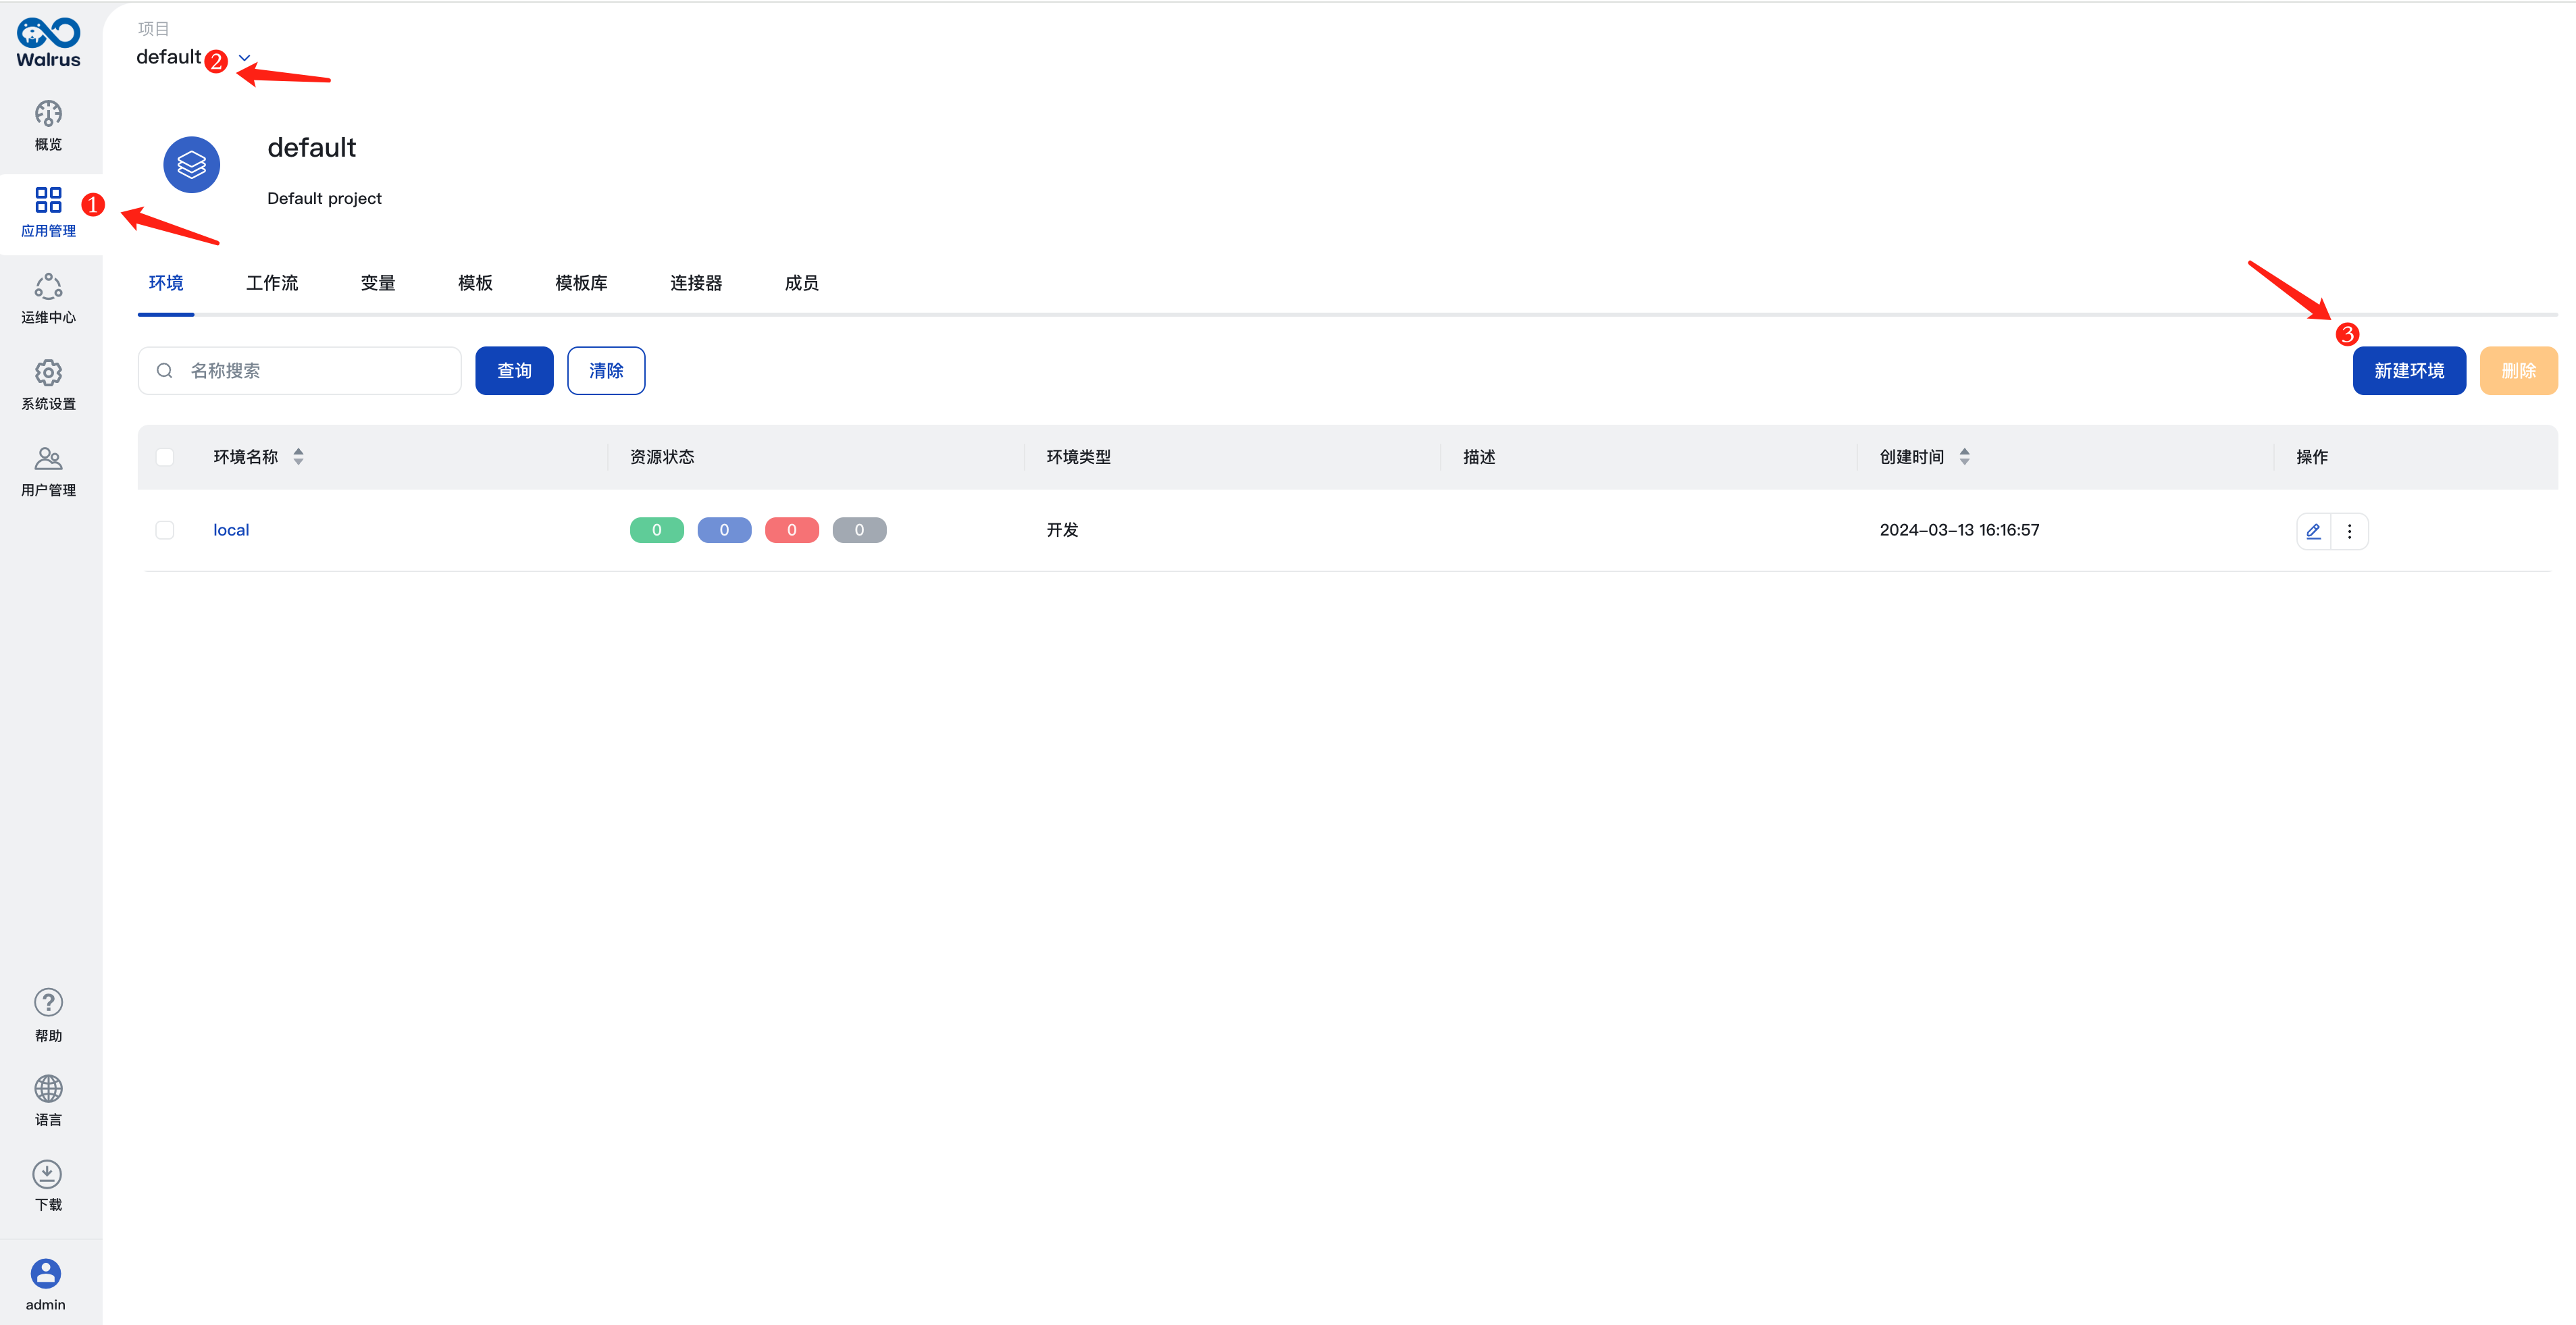 Walrus
概览
应用管理
运维中心
系统设置
用户管理
帮助
语言
下载
admin
项目
default
2
1
default
Default project
环境 工作流 变量 模板 模板库 连接器 成员
3
名称搜索 查询 清除 新建环境 删除
环境名称 资源状态 环境类型 描述 创建时间 操作
local 0 0 0 0 开发 2024-03-13 16:16:57